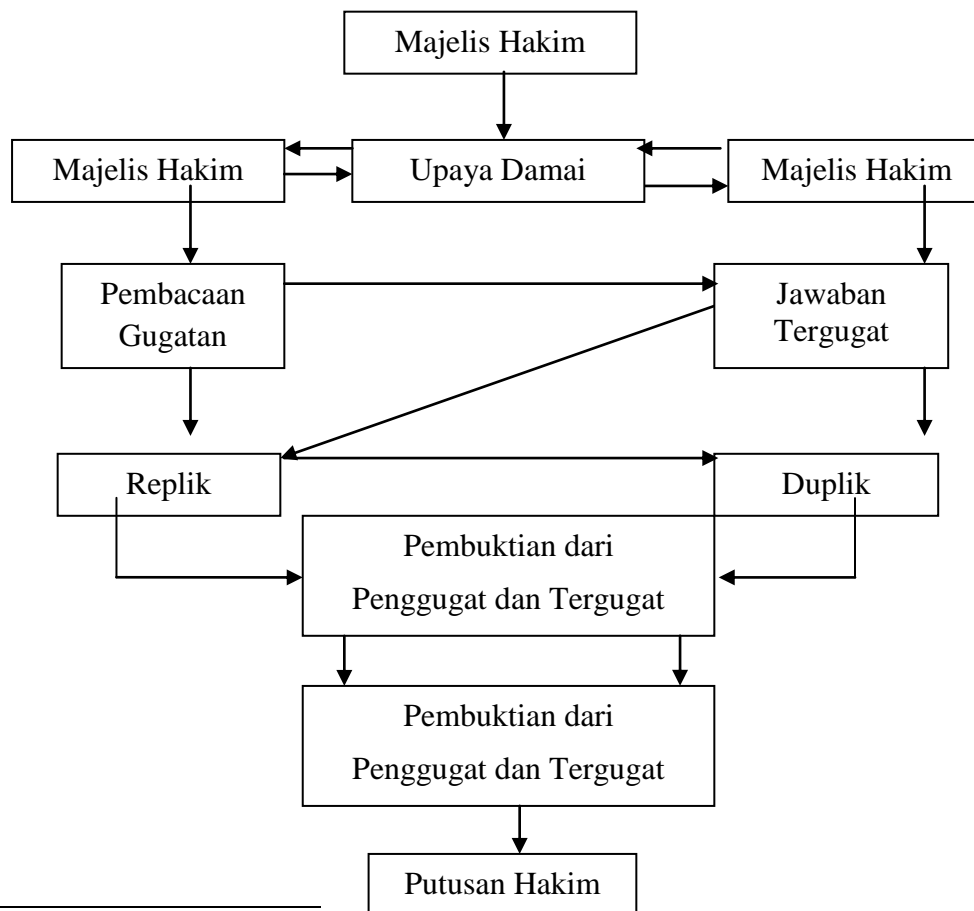 Majelis Hakim
Majelis Hakim
Upaya Damai
Majelis Hakim
Pembacaan
Gugatan
Jawaban
Tergugat
Replik
Duplik
Pembuktian dari
Penggugat dan Tergugat
Pembuktian dari
Penggugat dan Tergugat
Putusan Hakim